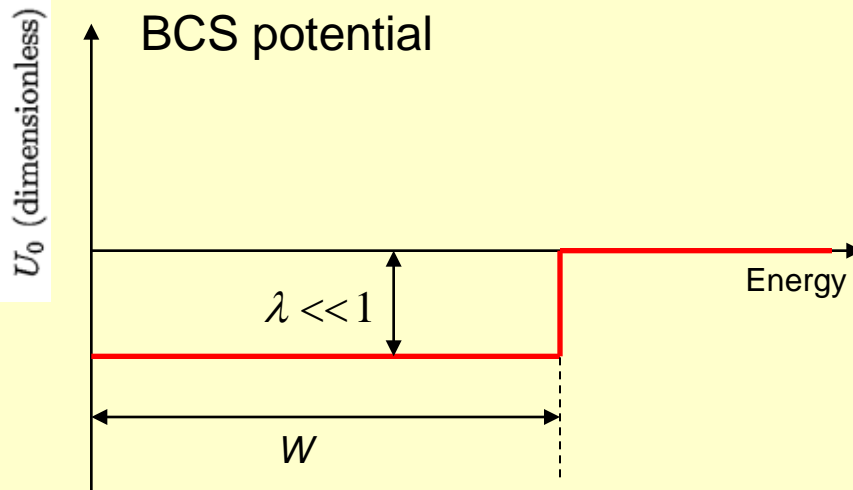 BCS potential
U₀ (dimensionless)
Energy
λ << 1
W